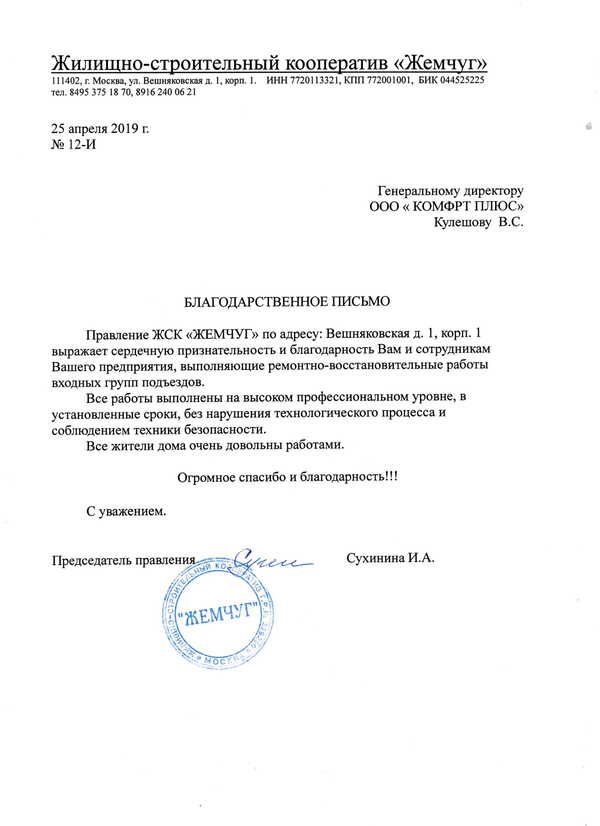 Жилищно-строительный кооператив «Жемчуг»
111402, г. Москва, ул. Вешняковская д. 1, корп. 1. ИНН 7720113321, КПП 772001001, БИК 044525225
тел. 8495 375 18 70, 8916 240 06 21
25 апреля 2019 г.
№ 12-И
Генеральному директору
ООО « КОМФРТ ПЛЮС»
Кулешову В.С.
БЛАГОДАРСТВЕННОЕ ПИСЬМО
Правление ЖСК «ЖЕМЧУГ» по адресу: Вешняковская д. 1, корп. 1
выражает сердечную признательность и благодарность Вам и сотрудникам
Вашего предприятия, выполняющие ремонтно-восстановительные работы
входных групп подъездов.
Все работы выполнены на высоком профессиональном уровне, в
установленные сроки, без нарушения технологического процесса и
соблюдением техники безопасности.
Все жители дома очень довольны работами.
Огромное спасибо и благодарность!!!
С уважением.
Председатель правления
Сухинина И.А.
ЖИЛИЩНО-СТРОИТЕЛЬНЫЙ КООПЕРАТИВ
"ЖЕМЧУГ"
МОСКВА